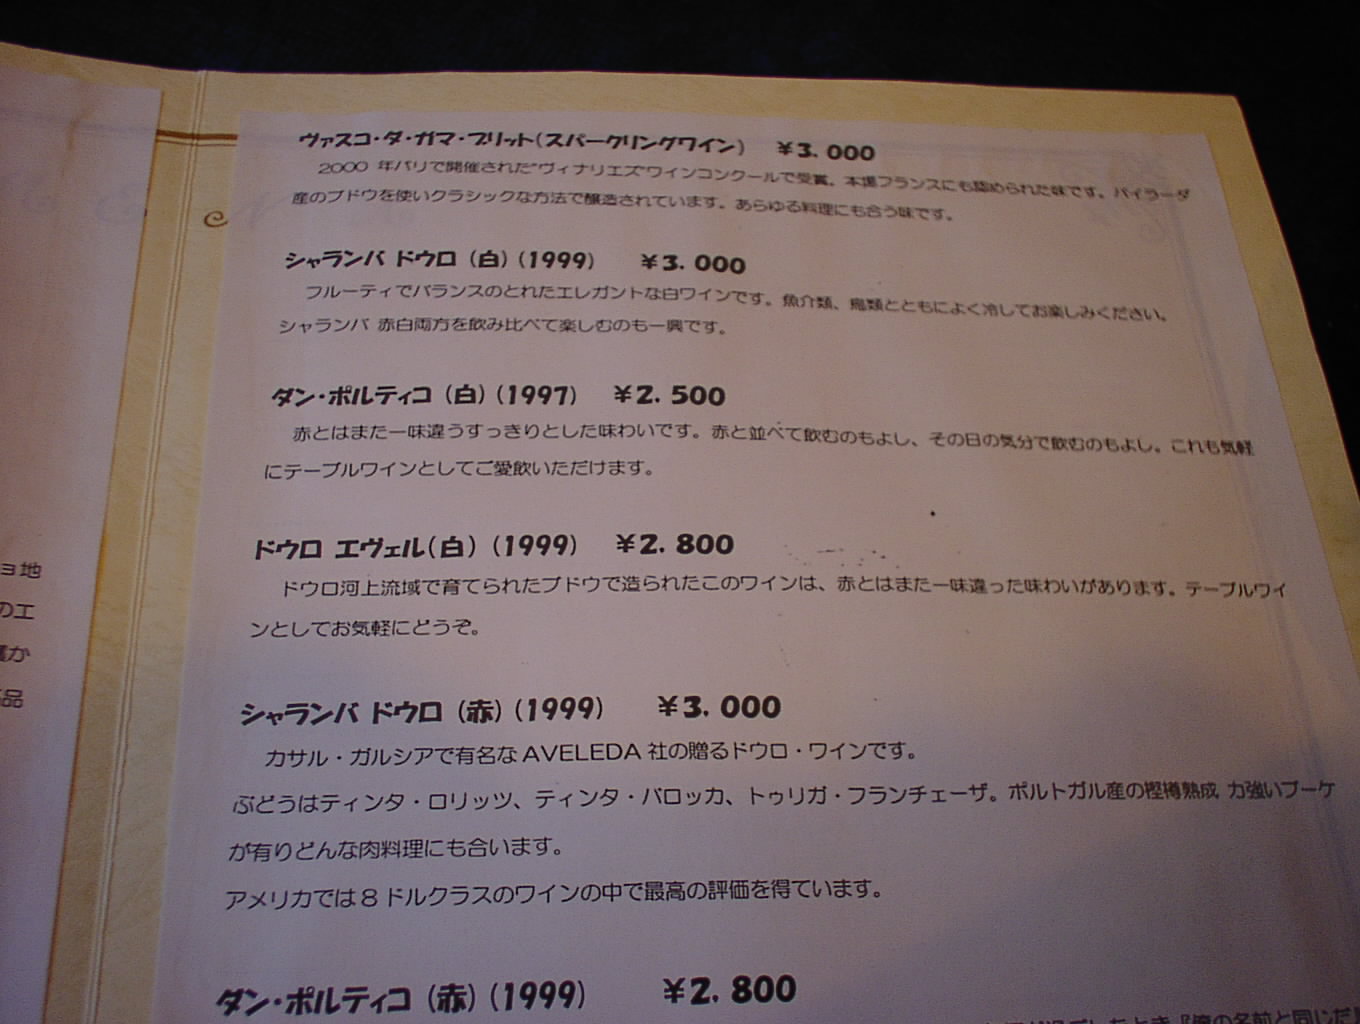 ヴァスコ・ダ・ガマ・ブリット(スパークリングワイン) ¥3.000
2000 年パリで開催された"ヴィナリエズ"ワインコンクールで受賞。本場フランスにも認められた味です。バイラーダ
産のブドウを使いクラシックな方法で醸造されています。あらゆる料理にも合う味です。
シャランバ ドウロ (白) (1999) ¥3.000
フルーティでバランスのとれたエレガントな白ワインです。魚介類、鳥類とともによく冷してお楽しみください。
シャランバ 赤白両方を飲み比べて楽しむのも一興です。
ダン・ポルティコ (白) (1997) ¥2.500
赤とはまた一味違うすっきりとした味わいです。赤と並べて飲むのもよし、その日の気分で飲むのもよし。これも気軽
にテーブルワインとしてご愛飲いただけます。
ドウロ エヴェル(白) (1999) ¥2.800
ドウロ河上流域で育てられたブドウで造られたこのワインは、赤とはまた一味違った味わいがあります。テーブルワイ
ンとしてお気軽にどうぞ。
シャランバ ドウロ (赤) (1999) ¥3.000
カサル・ガルシアで有名な AVELEDA 社の贈るドウロ・ワインです。
ぶどうはティンタ・ロリッツ、ティンタ・バロッカ、トゥリガ・フランチェーザ。ポルトガル産の樫樽熟成 力強いブーケ
が有りどんな肉料理にも合います。
アメリカでは8ドルクラスのワインの中で最高の評価を得ています。
ダン・ポルティコ (赤) (1999) ¥2.800
ョ地
のエ
か
品